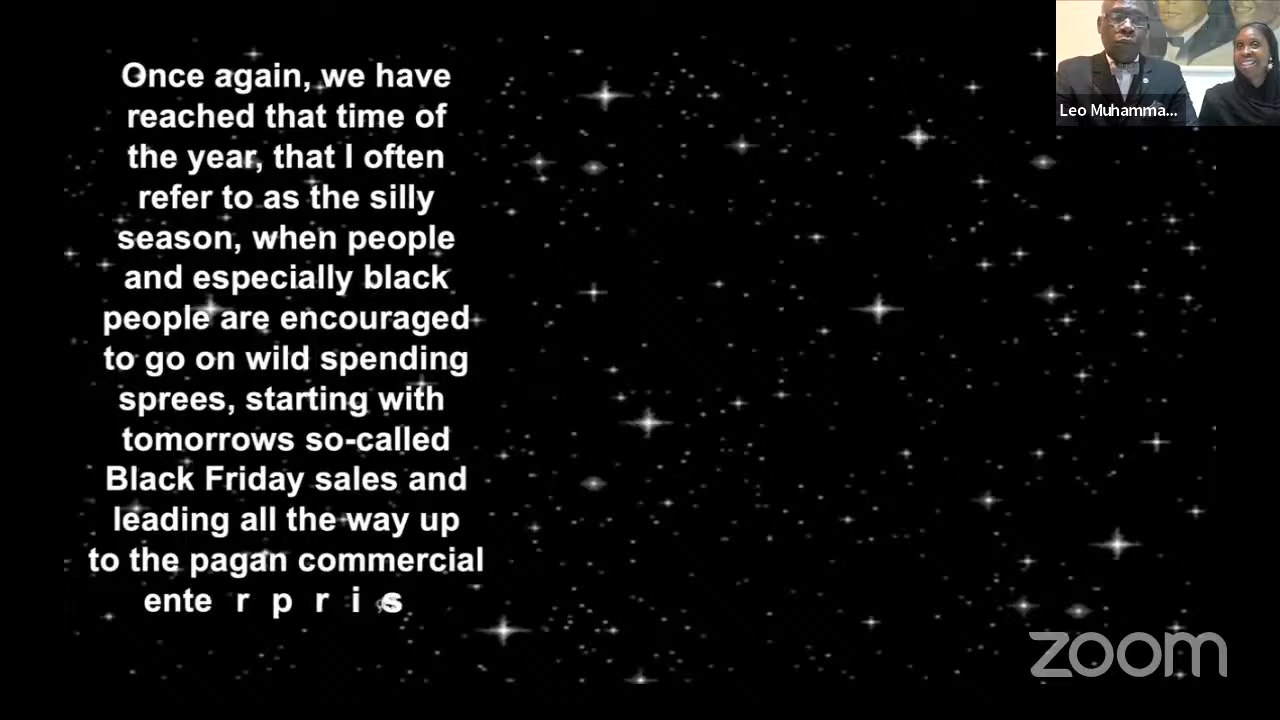 Once again, we have
reached that time of
the year, that I often
refer to as the silly
season, when people
and especially black
people are encouraged
to go on wild spending
sprees, starting with
tomorrows so-called
Black Friday sales and
leading all the way up
to the pagan commercial
enterpris
Leo Muhamma...
zoom